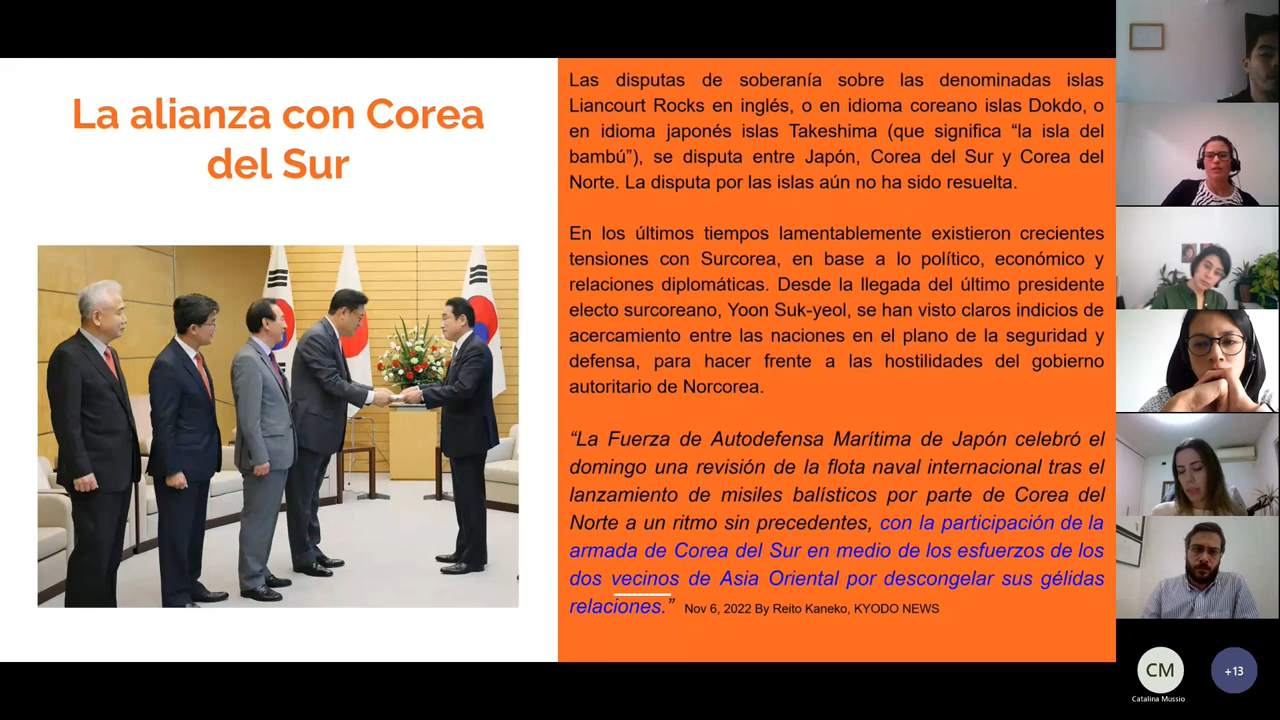 La alianza con Corea
del Sur
Las disputas de soberanía sobre las denominadas islas
Liancourt Rocks en inglés, o en idioma coreano islas Dokdo, o
en idioma japonés islas Takeshima (que significa “la isla del
bambú”), se disputa entre Japón, Corea del Sur y Corea del
Norte. La disputa por las islas aún no ha sido resuelta.
En los últimos tiempos lamentablemente existieron crecientes
tensiones con Surcorea, en base a lo político, económico y
relaciones diplomáticas. Desde la llegada del último presidente
electo surcoreano, Yoon Suk-yeol, se han visto claros indicios de
acercamiento entre las naciones en el plano de la seguridad y
defensa, para hacer frente a las hostilidades del gobierno
autoritario de Norcorea.
“La Fuerza de Autodefensa Marítima de Japón celebró el
domingo una revisión de la flota naval internacional tras el
lanzamiento de misiles balísticos por parte de Corea del
Norte a un ritmo sin precedentes, con la participación de la
armada de Corea del Sur en medio de los esfuerzos de los
dos vecinos de Asia Oriental por descongelar sus gélidas
relaciones.” Nov 6, 2022 By Reito Kaneko, KYODO NEWS
CM
Catalina Mussio
+13